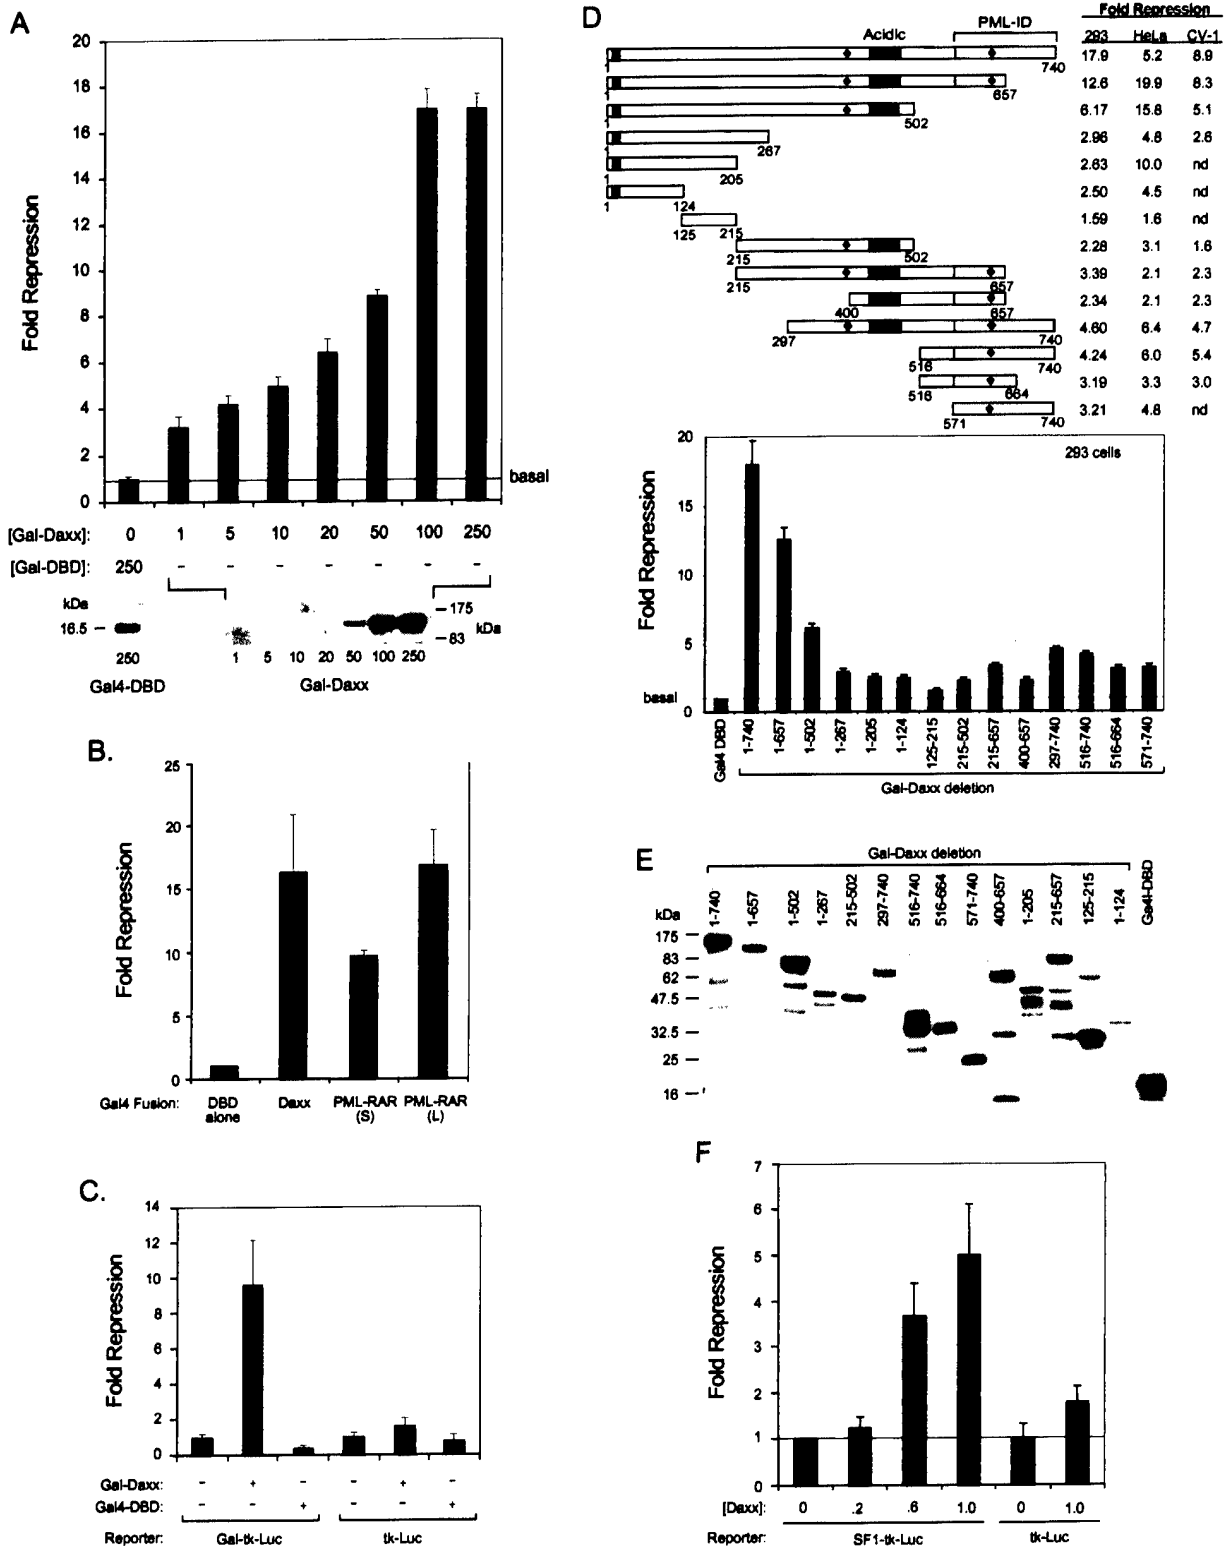 A
20
18
16
14
12
10
8
6
4
2
0
Fold Repression
basal
[Gal-Daxx]: 0 1 5 10 20 50 100 250
[Gal-DBD]: 250 - - - - - - -
kDa
16.5
175
83 kDa
250 1 5 10 20 50 100 250
Gal4-DBD Gal-Daxx
B.
25
20
15
10
5
0
Fold Repression
Gal4 Fusion: DBD alone Daxx PML-RAR (S) PML-RAR (L)
C.
14
12
10
8
6
4
2
0
Fold Repression
Gal-Daxx: - + - - + -
Gal4-DBD: - - + - - +
Reporter: Gal-tk-Luc tk-Luc
D
Fold Repression
Acidic PML-ID 293 HeLa CV-1
1 740 17.9 5.2 8.9
1 657 12.6 19.9 8.3
1 502 6.17 15.8 5.1
1 267 2.96 4.8 2.6
1 205 2.63 10.0 nd
1 124 2.50 4.5 nd
125 215 1.59 1.6 nd
215 502 2.28 3.1 1.6
215 657 3.39 2.1 2.3
400 657 2.34 2.1 2.3
297 740 4.60 6.4 4.7
516 740 4.24 6.0 5.4
516 664 3.19 3.3 3.0
571 740 3.21 4.8 nd
20
15
10
5
0
293 cells
Fold Repression
basal
Gal4 DBD 1-740 1-657 1-502 1-267 1-205 1-124 125-215 215-502 215-657 400-657 297-740 516-740 516-664 571-740
Gal-Daxx deletion
E
Gal-Daxx deletion
1-740 1-657 1-502 1-267 215-502 297-740 516-740 516-664 571-740 400-657 1-205 215-657 125-215 1-124 Gal4l-DBD
kDa
175
83
62
47.5
32.5
25
16
F
7
6
5
4
3
2
1
0
Fold Repression
[Daxx]: 0 .2 .6 1.0 0 1.0
Reporter: SF1-tk-Luc tk-Luc